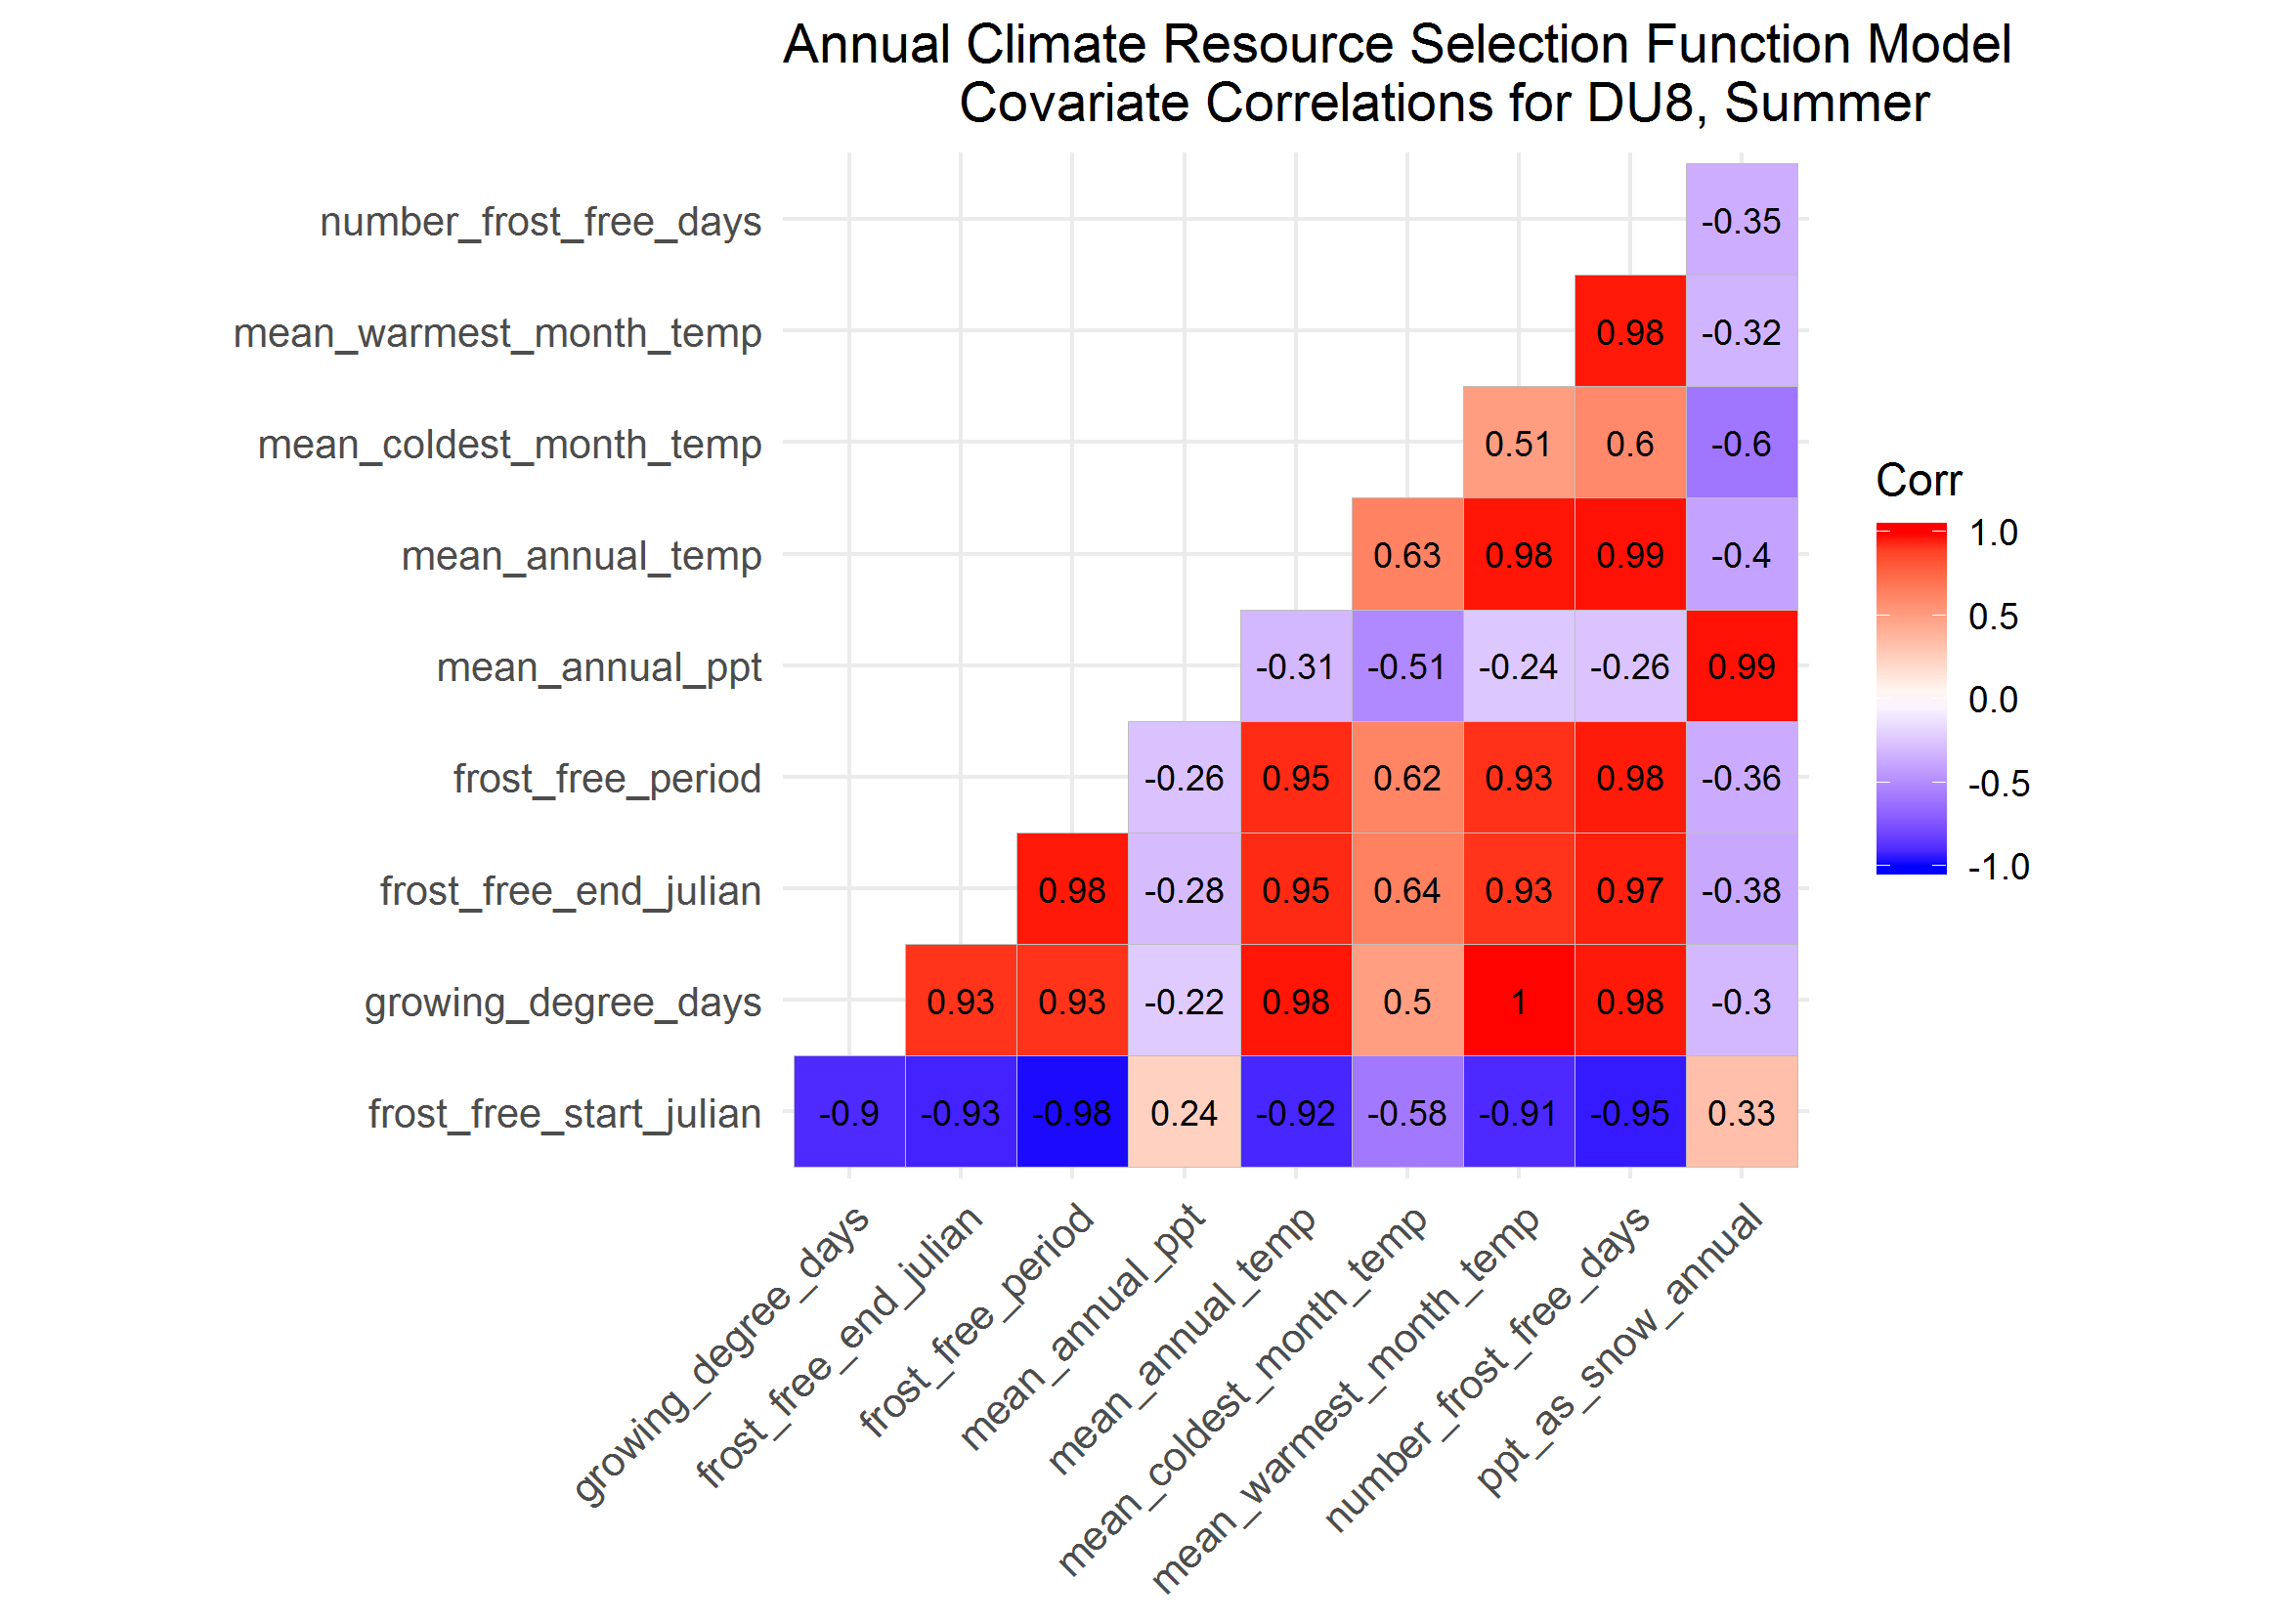 Annual Climate Resource Selection Function Model
Covariate Correlations for DU8, Summer
number_frost_free_days -0.35
mean_warmest_month_temp 0.98 -0.32
mean_coldest_month_temp 0.51 0.6 -0.6
mean_annual_temp 0.63 0.98 0.99 -0.4
mean_annual_ppt -0.31 -0.51 -0.24 -0.26 0.99
frost_free_period -0.26 0.95 0.62 0.93 0.98 -0.36
frost_free_end_julian 0.98 -0.28 0.95 0.64 0.93 0.97 -0.38
growing_degree_days 0.93 0.93 -0.22 0.98 0.5 1 0.98 -0.3
frost_free_start_julian -0.9 -0.93 -0.98 0.24 -0.92 -0.58 -0.91 -0.95 0.33
growing_degree_days
frost_free_end_julian
frost_free_period
mean_annual_ppt
mean_annual_temp
mean_coldest_month_temp
mean_warmest_month_temp
number_frost_free_days
ppt_as_snow_annual
Corr
1.0
0.5
0.0
-0.5
-1.0